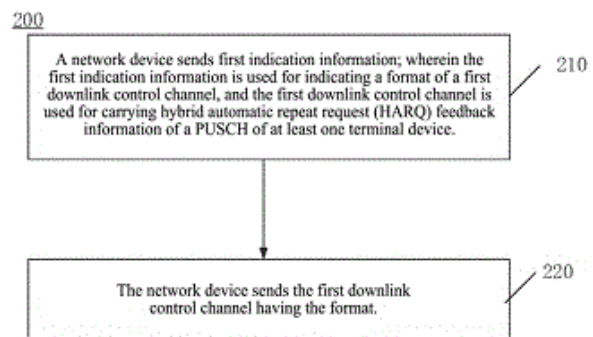 200
A network device sends first indication information; wherein the
first indication information is used for indicating a format of a first
downlink control channel, and the first downlink control channel is
used for carrying hybrid automatic repeat request (HARQ) feedback
information of a PUSCH of at least one terminal device.
210
The network device sends the first downlink
control channel having the format.
220